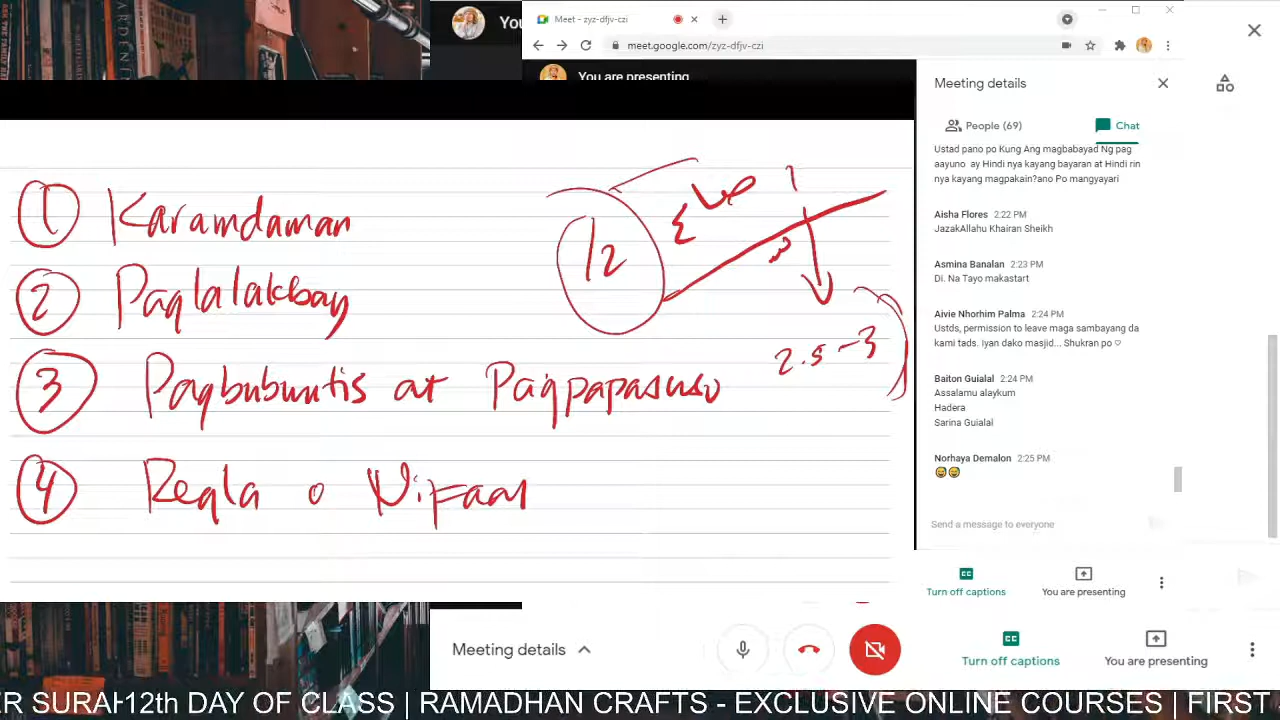 You
Meet - zyz-dfjv-czi
meet.google.com/zyz-dfjv-czi
You are presenting
Meeting details
People (69)
Chat
Ustad pano po Kung Ang magbabayad Ng pag
aayuno ay Hindi nya kayang bayaran at Hindi rin
nya kayang magpakain?ano Po mangyayari
Aisha Flores 2:22 PM
JazakAllahu Khairan Sheikh
Asmina Banalan 2:23 PM
Di. Na Tayo makastart
Aivie Nhorhim Palma 2:24 PM
Ustds, permission to leave maga sambayang da
kami tads. Iyan dako masjid... Shukran po ♡
Baiton Guialal 2:24 PM
Assalamu alaykum
Hadera
Sarina Guialal
Norhaya Demalon 2:25 PM
😅😅
Send a message to everyone
Turn off captions
You are presenting
1 Karamdaman
2 Paglalakbay
3 Pagbubuntis at Pagpapasuso
4 Regla o Nifaas
12
صاع
2.5 - 3
Meeting details
Turn off captions
You are presenting
ER SURAH 12th DAY OF CLASS | RAMADHAN CRAFTS - EXCLUSIVE ONLINE COURSES | FIRST